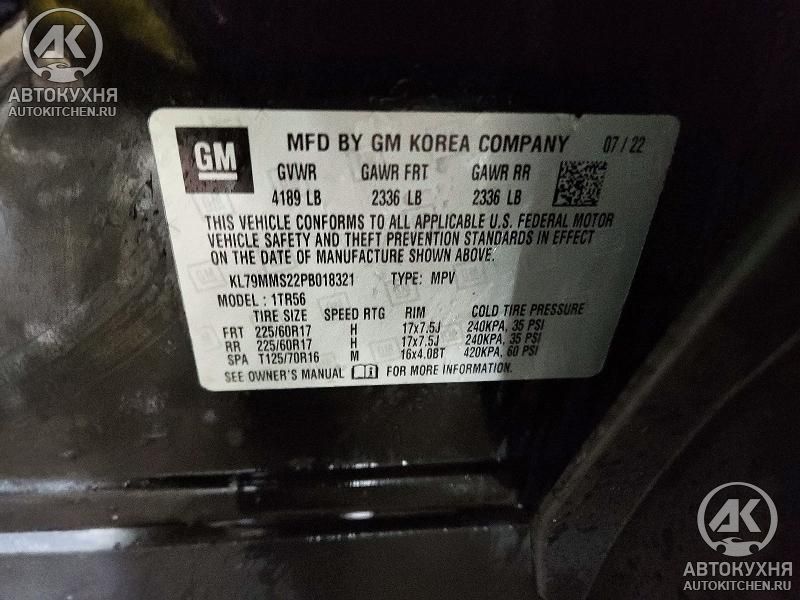 АВТОКУХНЯ
AUTOKITCHEN.RU
GM
MFD BY GM KOREA COMPANY 07/22
GVWR GAWR FRT GAWR RR
4189 LB 2336 LB 2336 LB
THIS VEHICLE CONFORMS TO ALL APPLICABLE U.S. FEDERAL MOTOR
VEHICLE SAFETY AND THEFT PREVENTION STANDARDS IN EFFECT
ON THE DATE OF MANUFACTURE SHOWN ABOVE.
KL79MMS22PB018321 TYPE: MPV
MODEL: 1TR56
TIRE SIZE SPEED RTG RIM COLD TIRE PRESSURE
FRT 225/60R17 H 17x7.5J 240KPA, 35 PSI
RR 225/60R17 H 17x7.5J 240KPA, 35 PSI
SPA T125/70R16 M 16x4.0BT 420KPA, 60 PSI
SEE OWNER'S MANUAL FOR MORE INFORMATION.
АВТОКУХНЯ
AUTOKITCHEN.RU